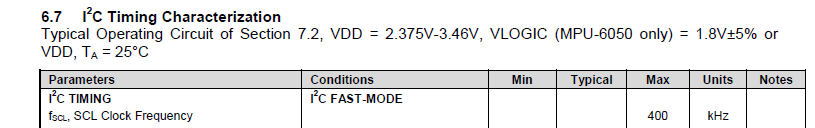 6.7 I²C Timing Characterization
Typical Operating Circuit of Section 7.2, VDD = 2.375V-3.46V, VLOGIC (MPU-6050 only) = 1.8V±5% or
VDD, TA = 25°C
Parameters Conditions Min Typical Max Units Notes
I²C TIMING I²C FAST-MODE
fSCL, SCL Clock Frequency 400 kHz